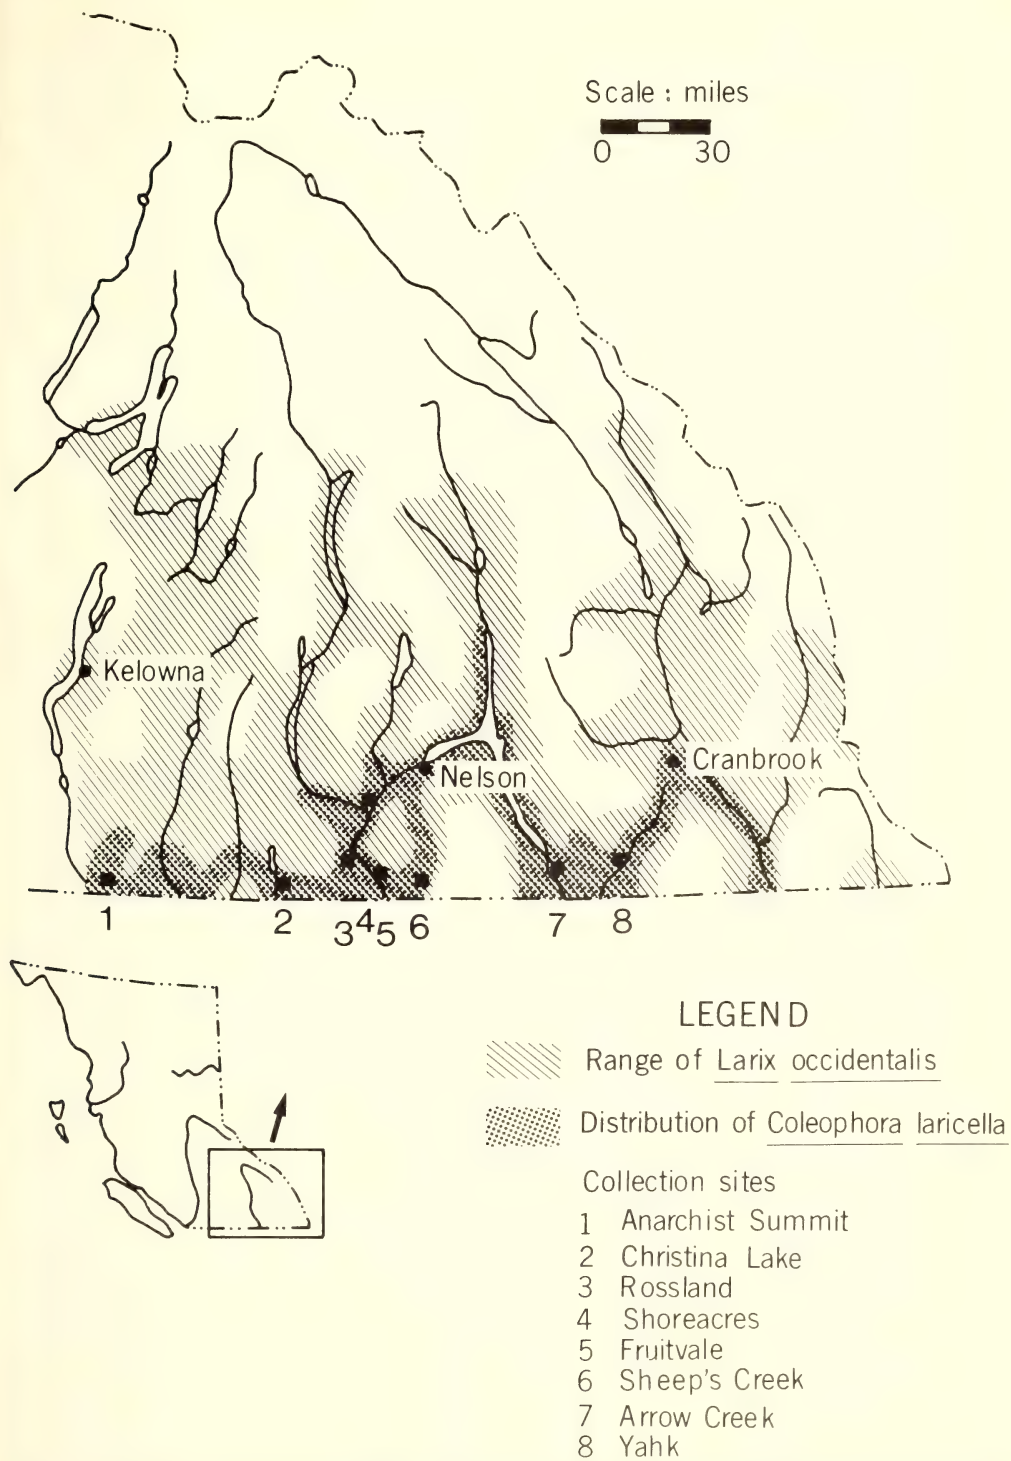 Scale : miles
0 30
Kelowna
Nelson
Cranbrook
1 2 3 4 5 6 7 8
LEGEND
Range of Larix occidentalis
Distribution of Coleophora laricella
Collection sites
1 Anarchist Summit
2 Christina Lake
3 Rossland
4 Shoreacres
5 Fruitvale
6 Sheep's Creek
7 Arrow Creek
8 Yahk